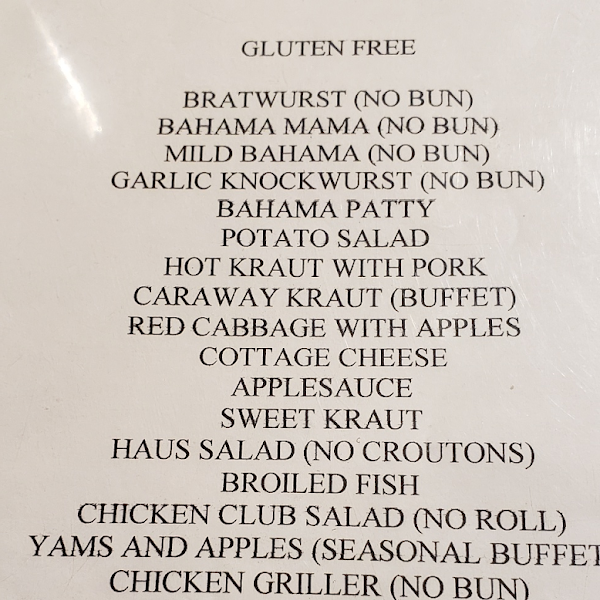 GLUTEN FREE
BRATWURST (NO BUN)
BAHAMA MAMA (NO BUN)
MILD BAHAMA (NO BUN)
GARLIC KNOCKWURST (NO BUN)
BAHAMA PATTY
POTATO SALAD
HOT KRAUT WITH PORK
CARAWAY KRAUT (BUFFET)
RED CABBAGE WITH APPLES
COTTAGE CHEESE
APPLESAUCE
SWEET KRAUT
HAUS SALAD (NO CROUTONS)
BROILED FISH
CHICKEN CLUB SALAD (NO ROLL)
YAMS AND APPLES (SEASONAL BUFFET
CHICKEN GRILLER (NO BUN)